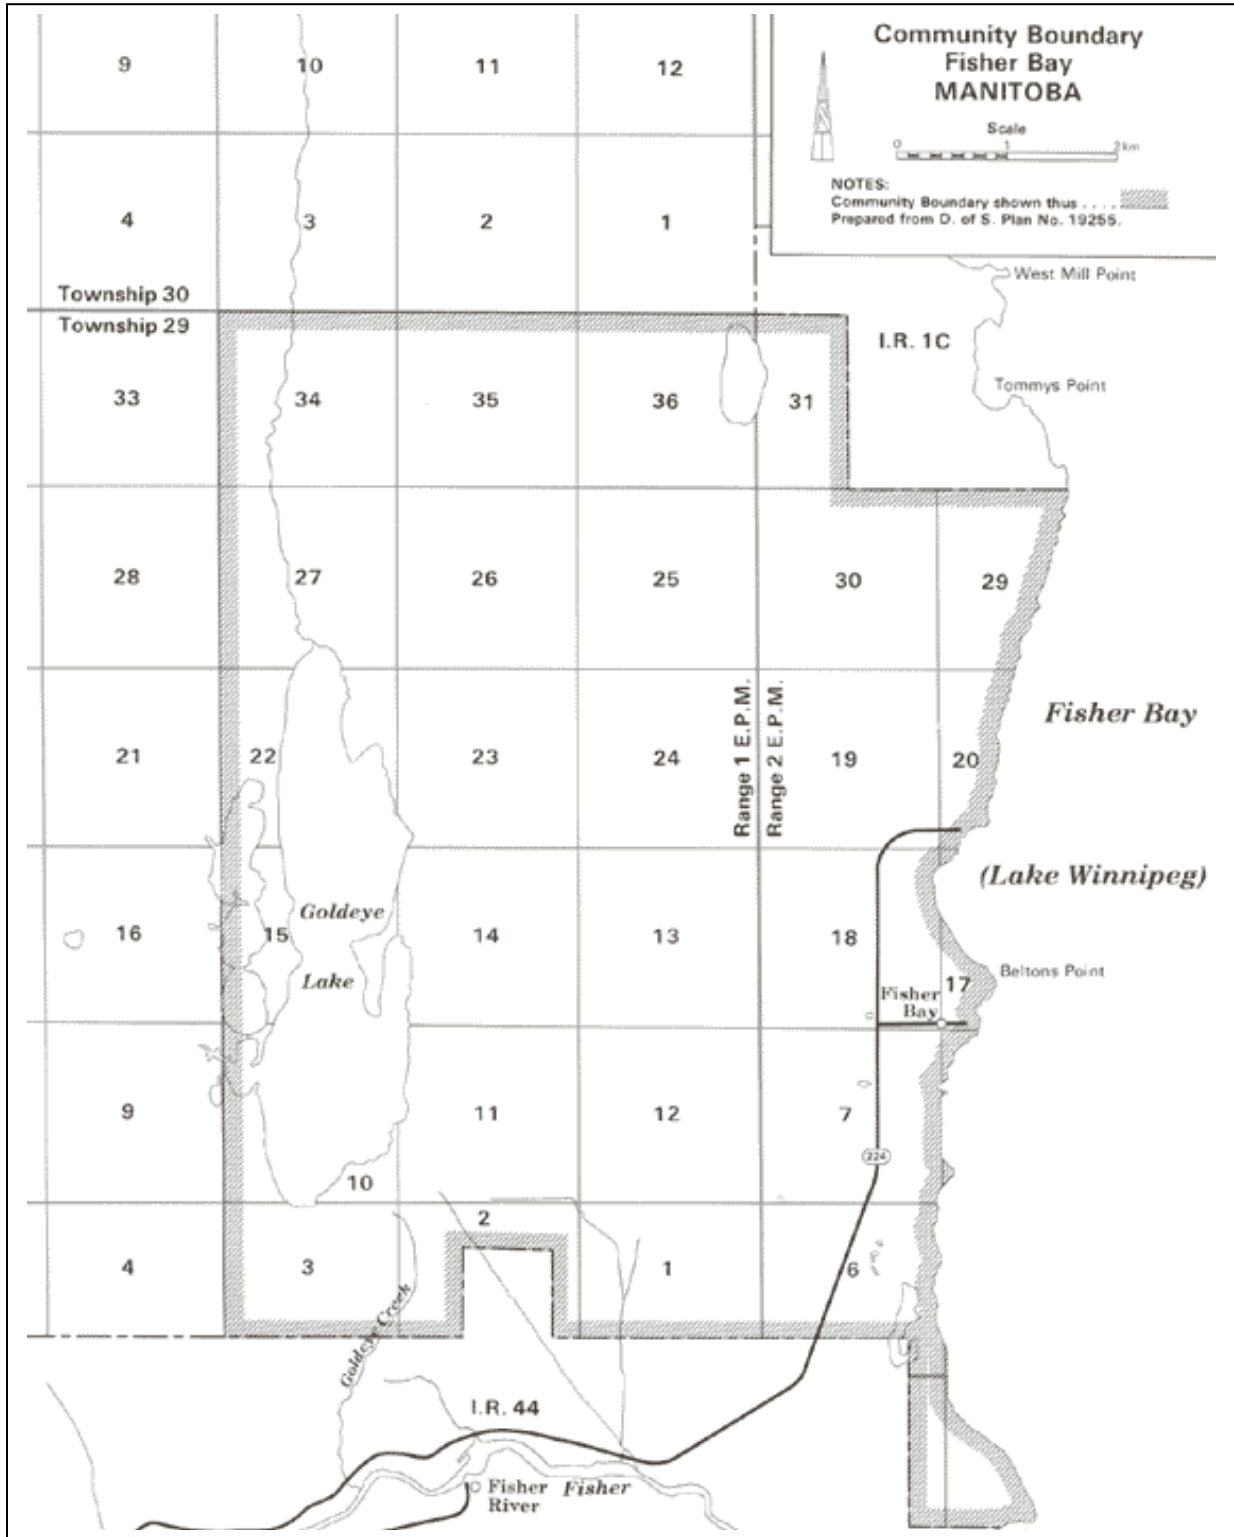 Community Boundary
Fisher Bay
MANITOBA
Scale
0 1 2 km
NOTES:
Community Boundary shown thus . . . .
Prepared from D. of S. Plan No. 19255.
9 10 11 12
4 3 2 1
West Mill Point
Township 30
Township 29
I.R. 1C
Tommys Point
33 34 35 36 31
28 27 26 25 30 29
Range 1 E.P.M.
Range 2 E.P.M.
Fisher Bay
21 22 23 24 19 20
(Lake Winnipeg)
Goldeye
Lake
16 15 14 13 18
Beltons Point
17
Fisher
Bay
9 10 11 12 7
224
4 3 2 1 6
Goldeye Creek
I.R. 44
Fisher
River
Fisher